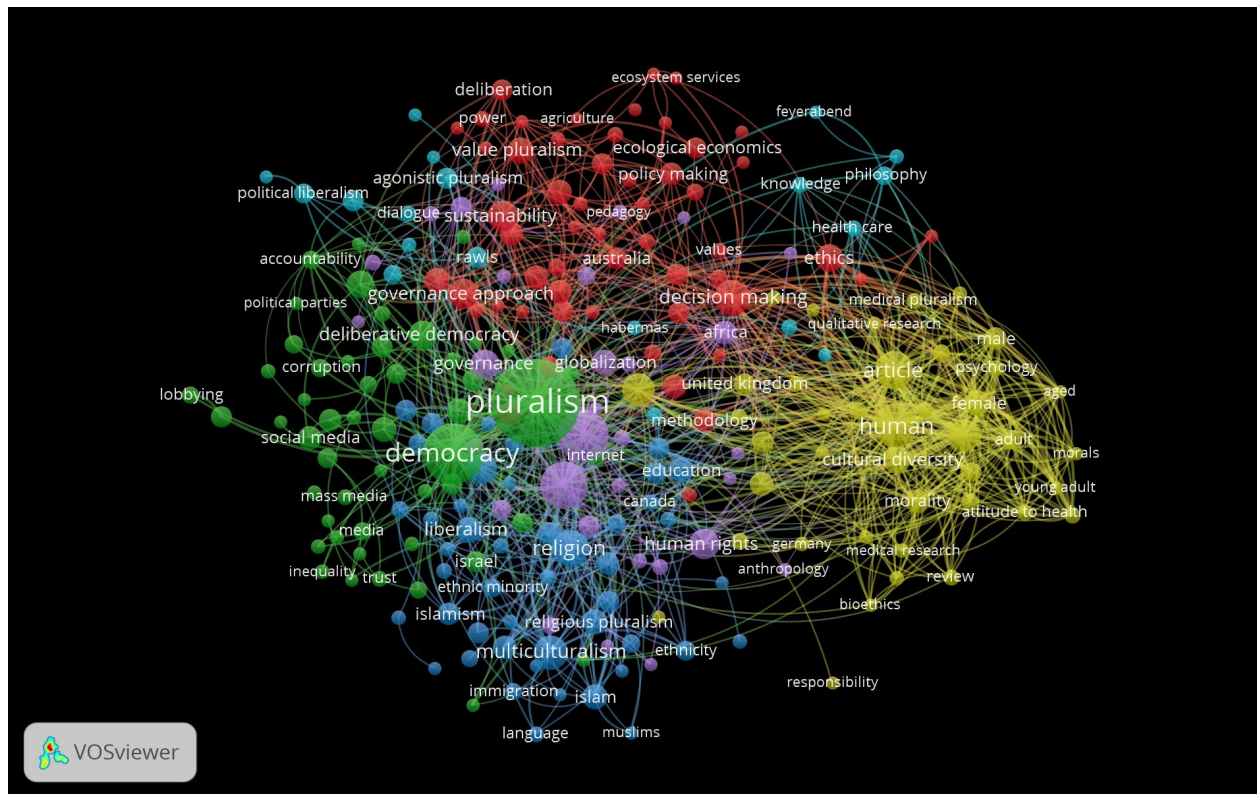 ecosystem services
deliberation
feyerabend
power
agriculture
value pluralism
ecological economics
policy making
philosophy
agonistic pluralism
knowledge
political liberalism
dialogue
sustainability
pedagogy
health care
accountability
rawls
australia
values
ethics
political parties
governance approach
decision making
medical pluralism
deliberative democracy
habermas
africa
qualitative research
male
corruption
governance
globalization
article
psychology
lobbying
pluralism
united kingdom
female
aged
social media
methodology
human
adult
democracy
internet
education
cultural diversity
morals
mass media
canada
morality
young adult
attitude to health
media
liberalism
religion
human rights
germany
medical research
inequality
trust
israel
anthropology
review
ethnic minority
bioethics
islamism
religious pluralism
multiculturalism
ethnicity
responsibility
immigration
islam
language
muslims
VOSviewer